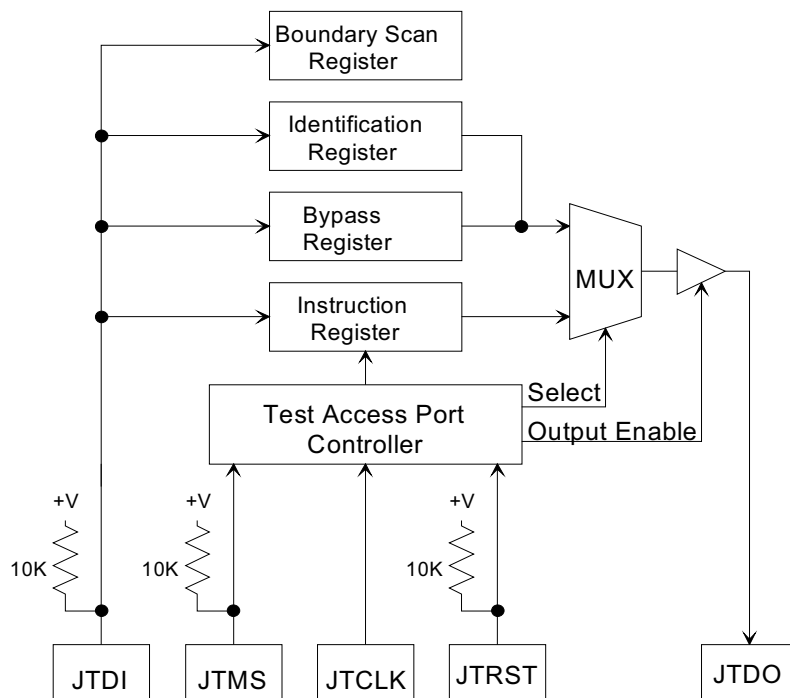 Boundary Scan
Register
Identification
Register
Bypass
Register
Instruction
Register
MUX
Select
Test Access Port
Controller
Output Enable
+V
+V
+V
10K
10K
10K
JTDI
JTMS
JTCLK
JTRST
JTDO